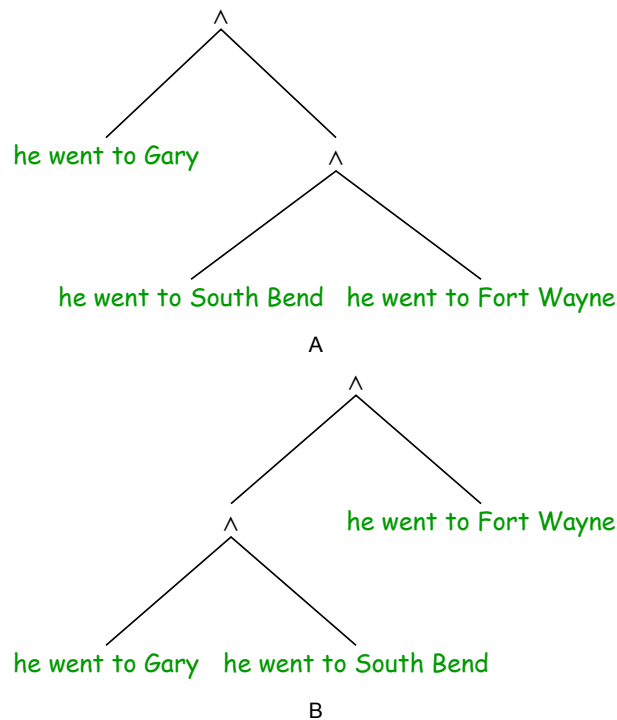 ∧
he went to Gary
∧
he went to South Bend he went to Fort Wayne
A
∧
he went to Fort Wayne
∧
he went to Gary he went to South Bend
B